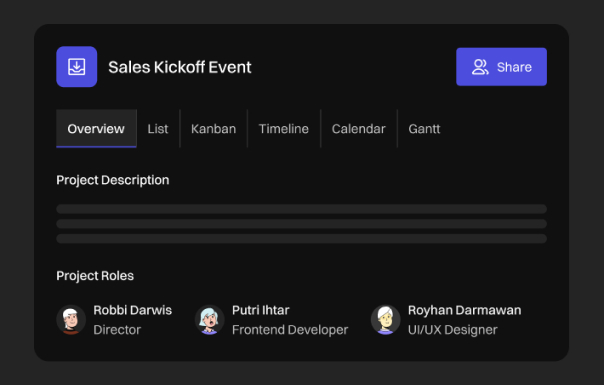 Sales Kickoff Event
Share
Overview List Kanban Timeline Calendar Gantt
Project Description
Project Roles
Robbi Darwis Putri Ihtar Royhan Darmawan
Director Frontend Developer UI/UX Designer